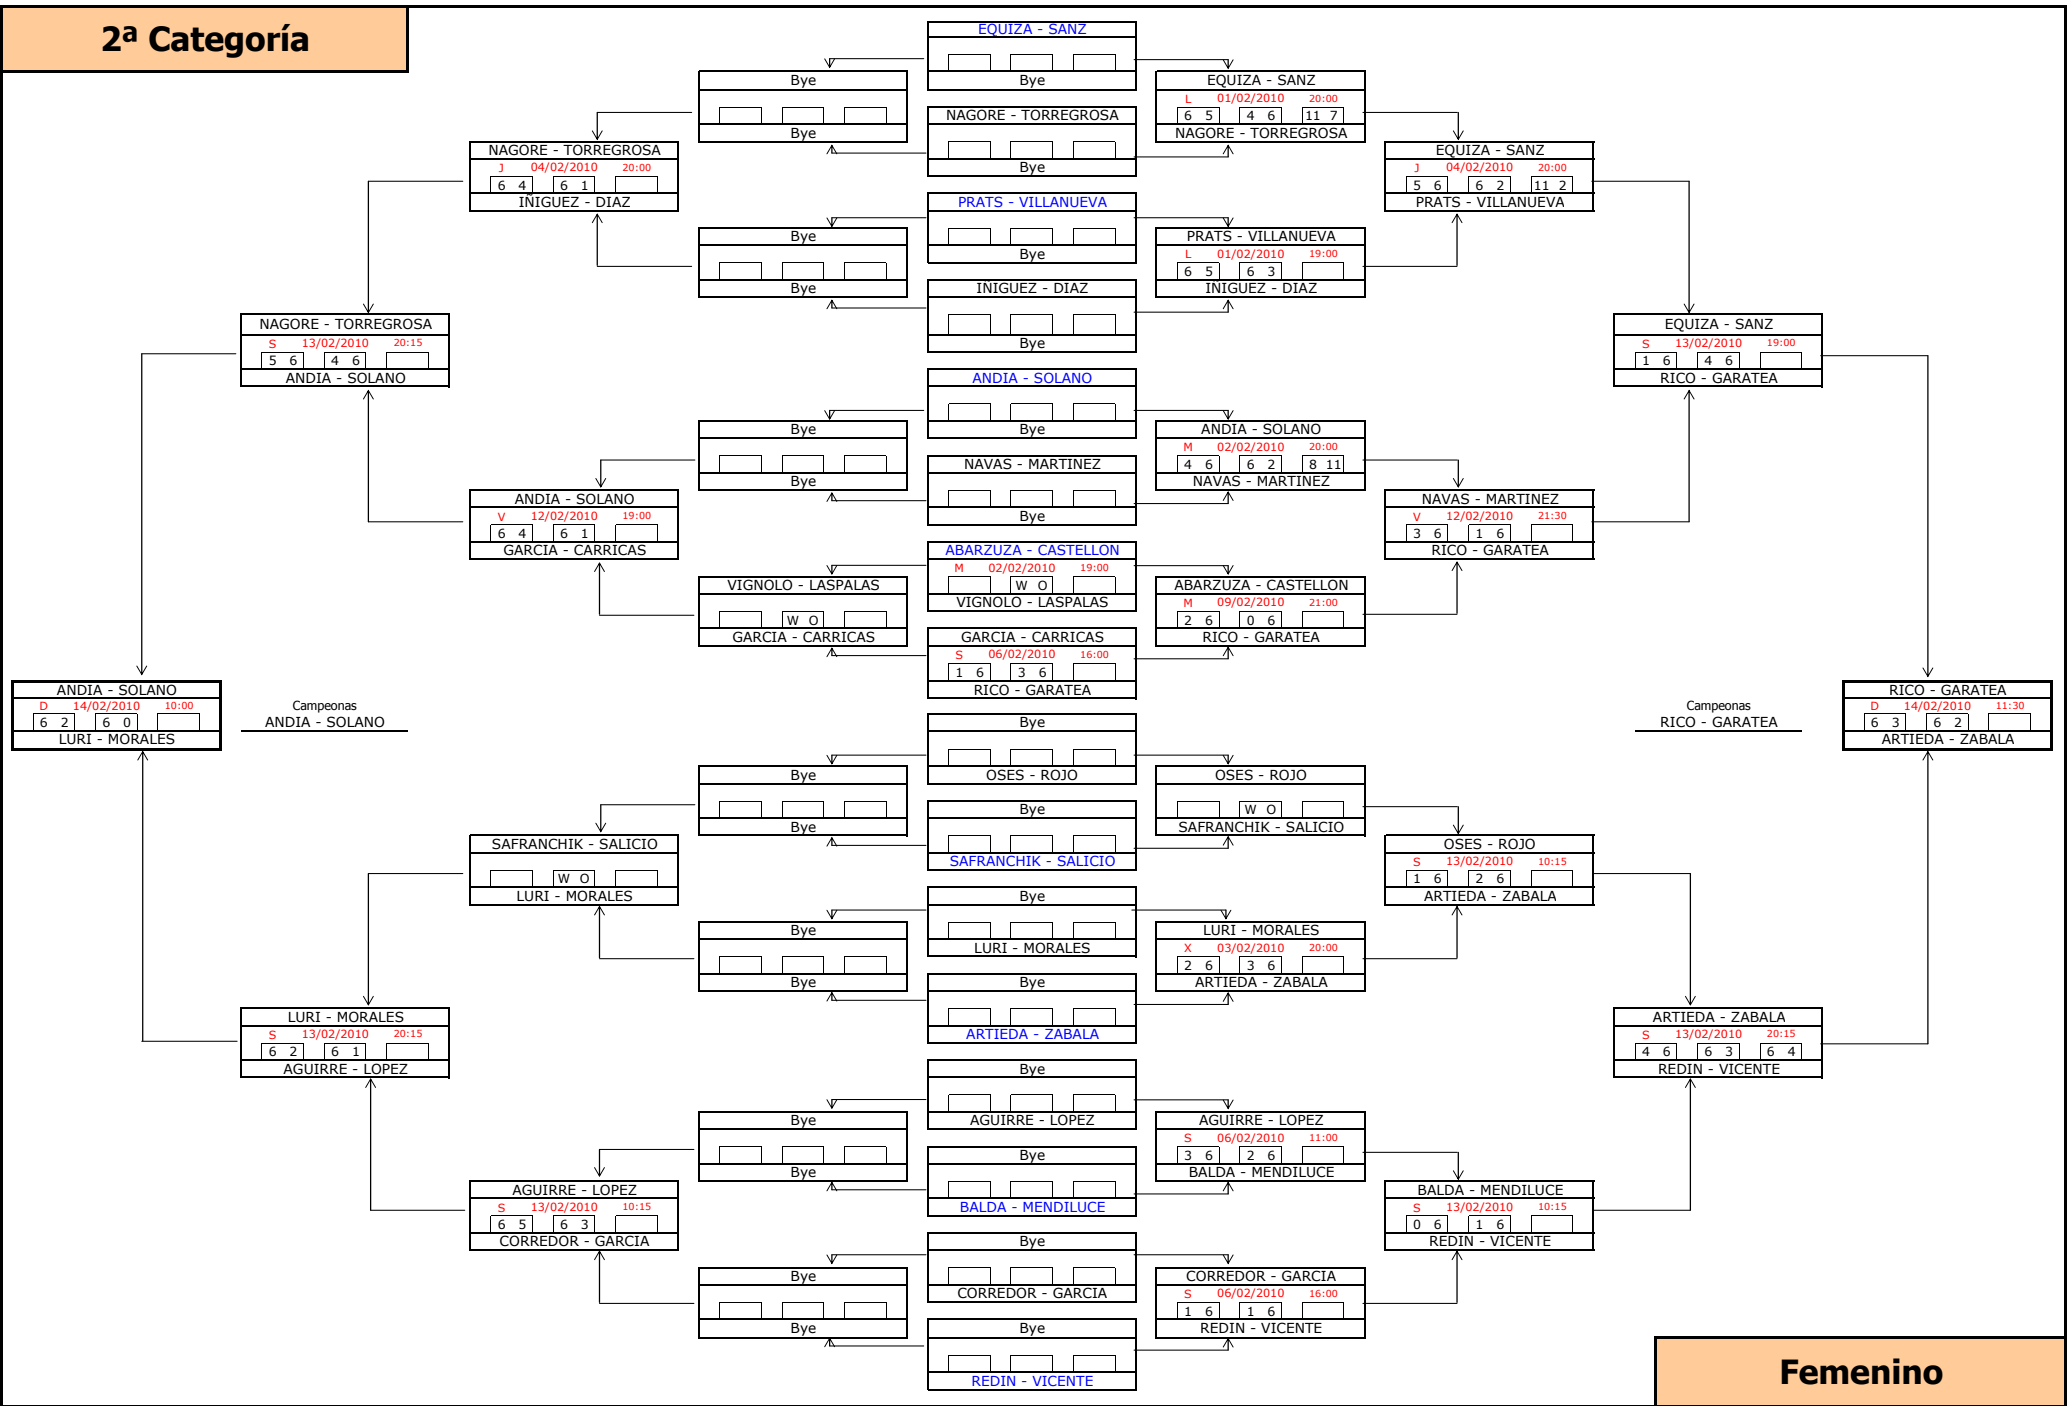 2ª Categoría
EQUIZA - SANZ
Bye
NAGORE - TORREGROSA
Bye
PRATS - VILLANUEVA
Bye
IÑIGUEZ - DIAZ
Bye
ANDIA - SOLANO
Bye
NAVAS - MARTINEZ
Bye
ABARZUZA - CASTELLON
M 02/02/2010 19:00
W O
VIGNOLO - LASPALAS
GARCIA - CARRICAS
S 06/02/2010 16:00
1 6 3 6
RICO - GARATEA
Bye
OSES - ROJO
Bye
SAFRANCHIK - SALICIO
Bye
LURI - MORALES
Bye
ARTIEDA - ZABALA
Bye
AGUIRRE - LOPEZ
Bye
BALDA - MENDILUCE
Bye
CORREDOR - GARCIA
Bye
REDIN - VICENTE
Bye
Bye
Bye
Bye
Bye
Bye
VIGNOLO - LASPALAS
W O
GARCIA - CARRICAS
Bye
Bye
Bye
Bye
Bye
Bye
Bye
Bye
NAGORE - TORREGROSA
J 04/02/2010 20:00
6 4 6 1
IÑIGUEZ - DIAZ
ANDIA - SOLANO
V 12/02/2010 19:00
6 4 6 1
GARCIA - CARRICAS
SAFRANCHIK - SALICIO
W O
LURI - MORALES
AGUIRRE - LOPEZ
S 13/02/2010 10:15
6 5 6 3
CORREDOR - GARCIA
NAGORE - TORREGROSA
S 13/02/2010 20:15
5 6 4 6
ANDIA - SOLANO
LURI - MORALES
S 13/02/2010 20:15
6 2 6 1
AGUIRRE - LOPEZ
ANDIA - SOLANO
D 14/02/2010 10:00
6 2 6 0
LURI - MORALES
Campeonas
ANDIA - SOLANO
EQUIZA - SANZ
L 01/02/2010 20:00
6 5 4 6 11 7
NAGORE - TORREGROSA
PRATS - VILLANUEVA
L 01/02/2010 19:00
6 5 6 3
IÑIGUEZ - DIAZ
ANDIA - SOLANO
M 02/02/2010 20:00
4 6 6 2 8 11
NAVAS - MARTINEZ
ABARZUZA - CASTELLON
M 09/02/2010 21:00
2 6 0 6
RICO - GARATEA
OSES - ROJO
W O
SAFRANCHIK - SALICIO
LURI - MORALES
X 03/02/2010 20:00
2 6 3 6
ARTIEDA - ZABALA
AGUIRRE - LOPEZ
S 06/02/2010 11:00
3 6 2 6
BALDA - MENDILUCE
CORREDOR - GARCIA
S 06/02/2010 16:00
1 6 1 6
REDIN - VICENTE
EQUIZA - SANZ
J 04/02/2010 20:00
5 6 6 2 11 2
PRATS - VILLANUEVA
NAVAS - MARTINEZ
V 12/02/2010 21:30
3 6 1 6
RICO - GARATEA
OSES - ROJO
S 13/02/2010 10:15
1 6 2 6
ARTIEDA - ZABALA
BALDA - MENDILUCE
S 13/02/2010 10:15
0 6 1 6
REDIN - VICENTE
EQUIZA - SANZ
S 13/02/2010 19:00
1 6 4 6
RICO - GARATEA
ARTIEDA - ZABALA
S 13/02/2010 20:15
4 6 6 3 6 4
REDIN - VICENTE
Campeonas
RICO - GARATEA
RICO - GARATEA
D 14/02/2010 11:30
6 3 6 2
ARTIEDA - ZABALA
Femenino